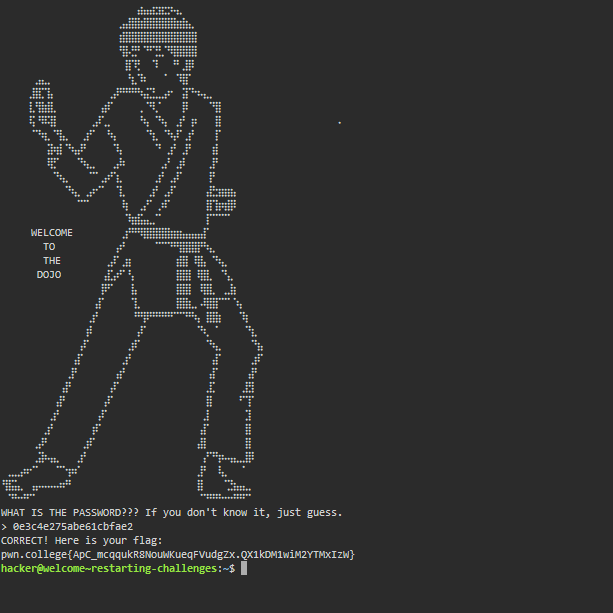 WELCOME
TO
THE
DOJO
WHAT IS THE PASSWORD??? If you don't know it, just guess.
> 0e3c4e275abe61cbfae2
CORRECT! Here is your flag:
pwn.college{ApC_mcqqukR8NouWKueqFVudgZx.QX1kDM1wiM2YTMxIzW}
hacker@welcome~restarting-challenges:~$